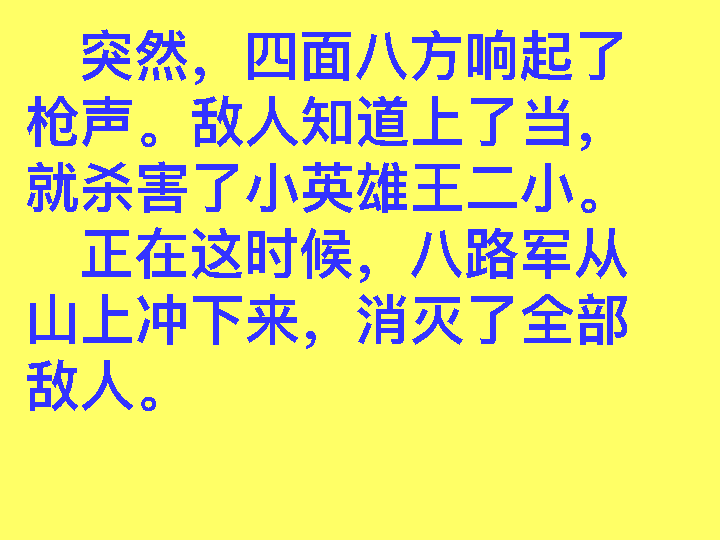 突然，四面八方响起了
枪声。敌人知道上了当，
就杀害了小英雄王二小。
正在这时候，八路军从
山上冲下来，消灭了全部
敌人。